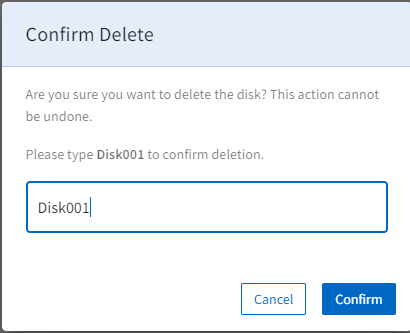 Confirm Delete
Are you sure you want to delete the disk? This action cannot
be undone.
Please type Disk001 to confirm deletion.
Disk001
Cancel Confirm